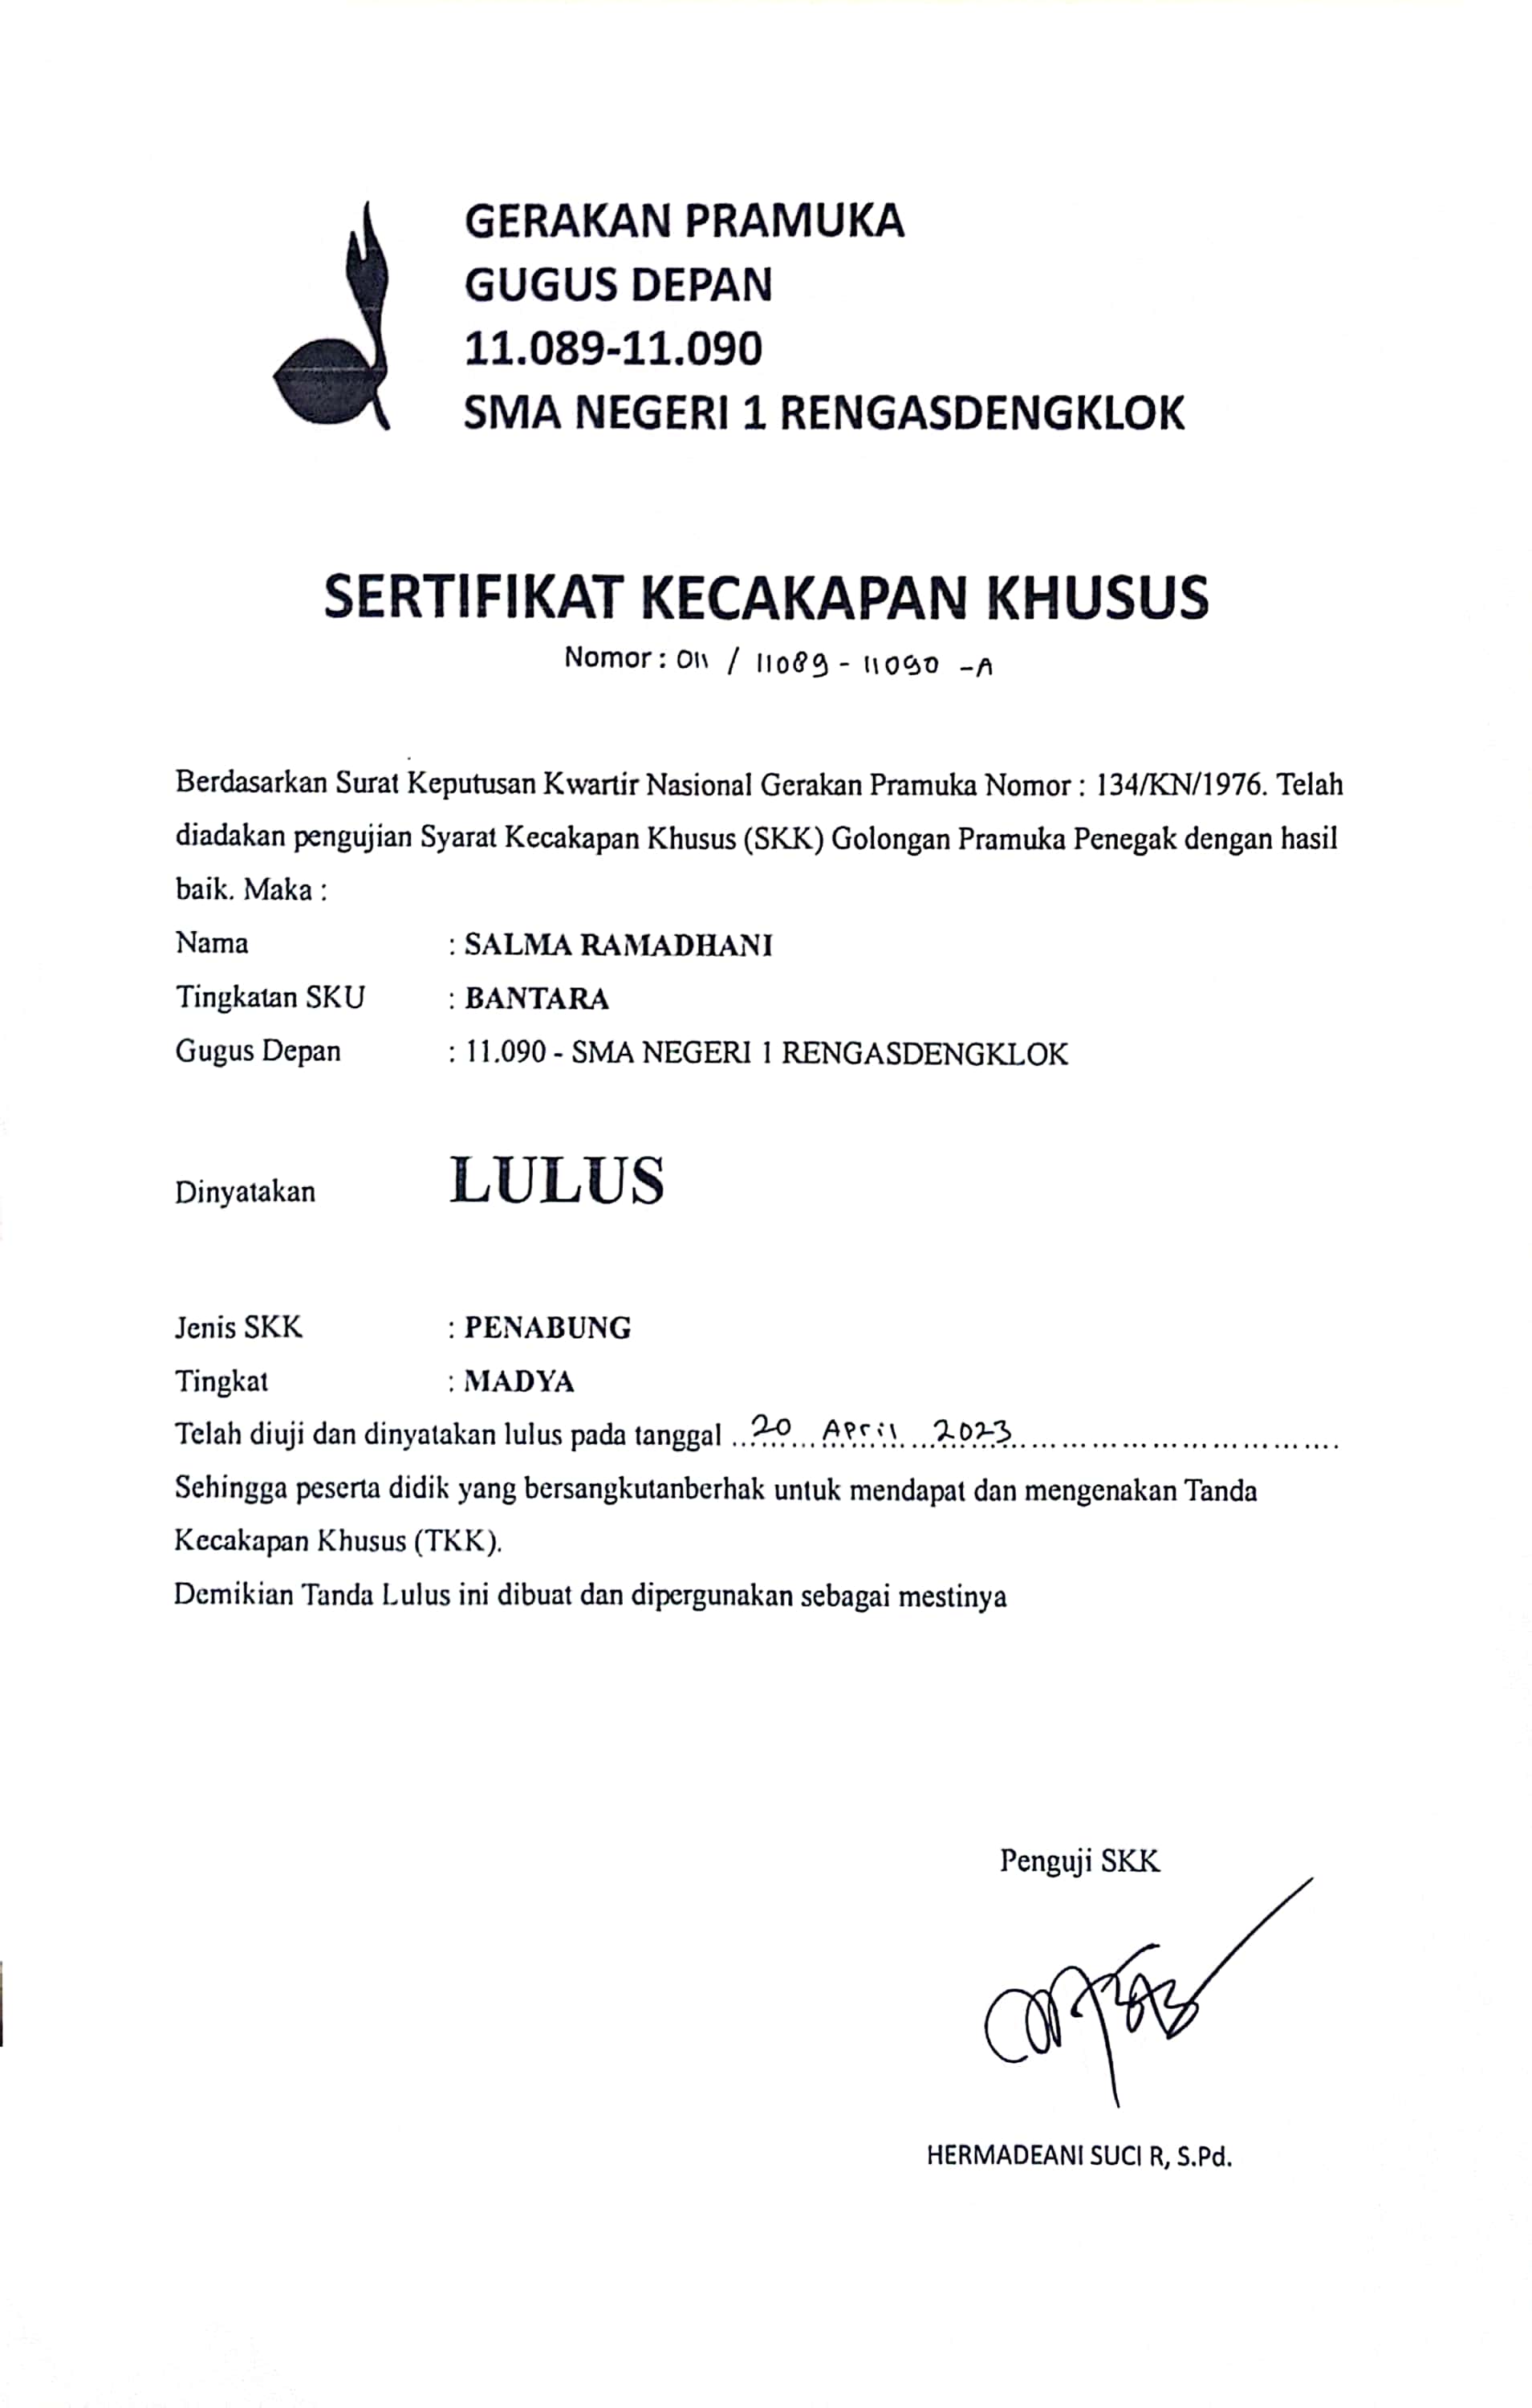 GERAKAN PRAMUKA
GUGUS DEPAN
11.089-11.090
SMA NEGERI 1 RENGASDENGKLOK
SERTIFIKAT KECAKAPAN KHUSUS
Nomor : 011 / 11089 - 11090 - A
Berdasarkan Surat Keputusan Kwartir Nasional Gerakan Pramuka Nomor : 134/KN/1976. Telah
diadakan pengujian Syarat Kecakapan Khusus (SKK) Golongan Pramuka Penegak dengan hasil
baik. Maka :
Nama : SALMA RAMADHANI
Tingkatan SKU : BANTARA
Gugus Depan : 11.090 - SMA NEGERI 1 RENGASDENGKLOK
Dinyatakan LULUS
Jenis SKK : PENABUNG
Tingkat : MADYA
Telah diuji dan dinyatakan lulus pada tanggal 20 April 2023
Sehingga peserta didik yang bersangkutanberhak untuk mendapat dan mengenakan Tanda
Kecakapan Khusus (TKK).
Demikian Tanda Lulus ini dibuat dan dipergunakan sebagai mestinya
Penguji SKK
HERMADEANI SUCI R, S.Pd.